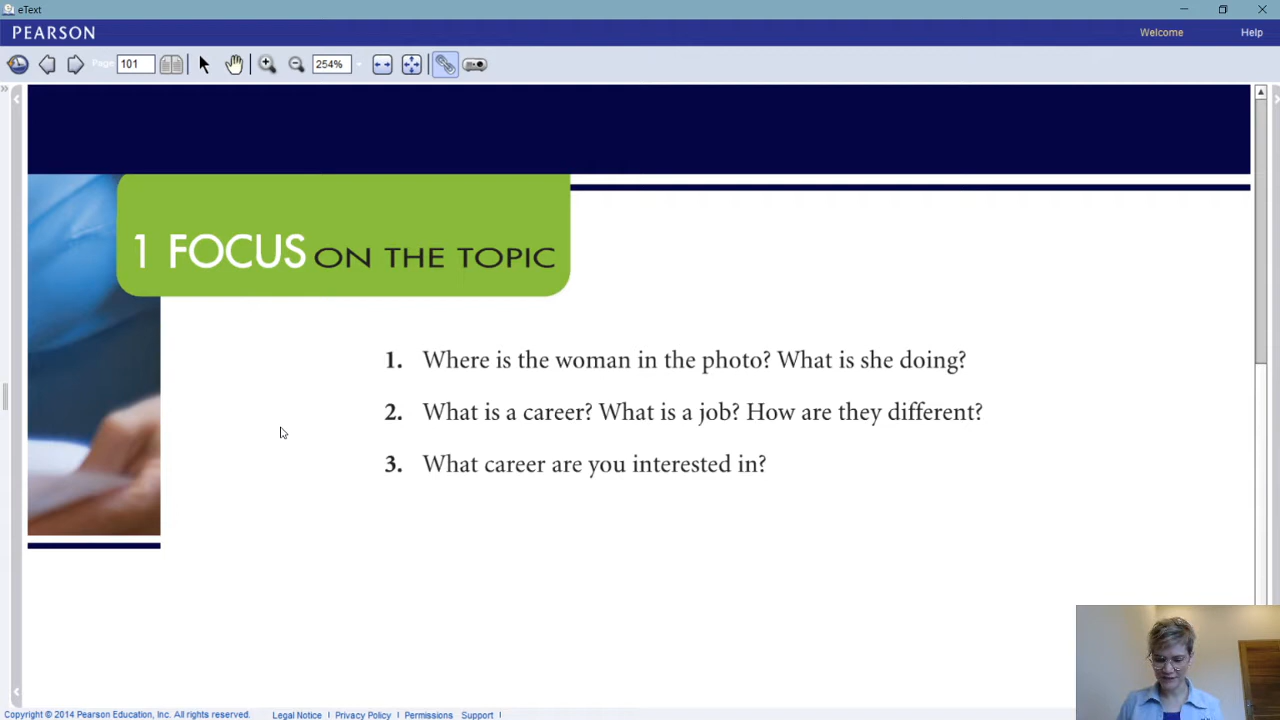 eText
PEARSON
Welcome
Help
Page 101
254%
1 FOCUS ON THE TOPIC
1. Where is the woman in the photo? What is she doing?
2. What is a career? What is a job? How are they different?
3. What career are you interested in?
Copyright © 2014 Pearson Education, Inc. All rights reserved. Legal Notice | Privacy Policy | Permissions Support |